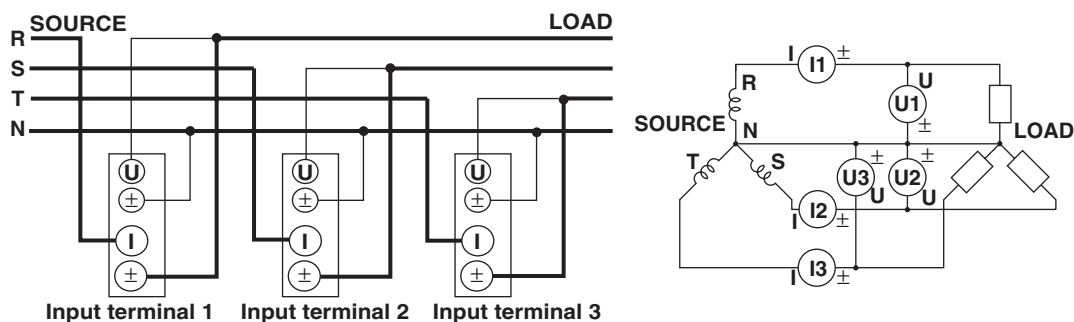 SOURCE LOAD
R
S
T
N
U U U
± ± ±
I I I
± ± ±
Input terminal 1 Input terminal 2 Input terminal 3
I I1 ±
R U
U1
SOURCE N ± LOAD
T S ± ±
U3 U2
U U
I I2 ±
I I3 ±